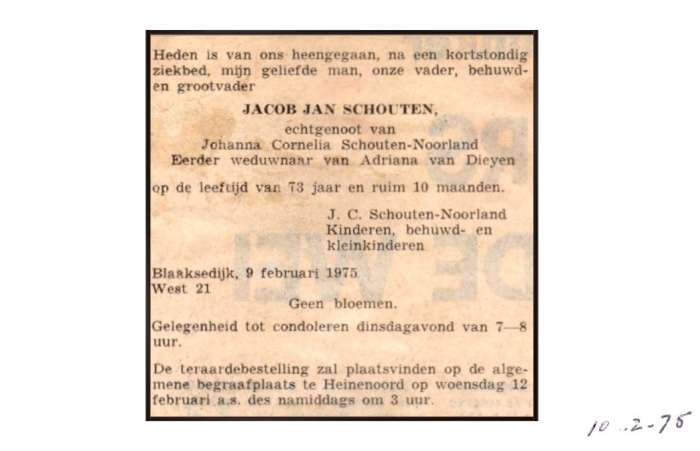 Heden is van ons heengegaan, na een kortstondig
ziekbed, mijn geliefde man, onze vader, behuwd-
en grootvader
JACOB JAN SCHOUTEN,
echtgenoot van
Johanna Cornelia Schouten-Noorland
Eerder weduwnaar van Adriana van Dieyen
op de leeftijd van 73 jaar en ruim 10 maanden.
J. C. Schouten-Noorland
Kinderen, behuwd- en
kleinkinderen
Blaaksedijk, 9 februari 1975
West 21
Geen bloemen.
Gelegenheid tot condoleren dinsdagavond van 7—8
uur.
De teraardebestelling zal plaatsvinden op de alge-
mene begraafplaats te Heinenoord op woensdag 12
februari a.s. des namiddags om 3 uur.
10.2-75